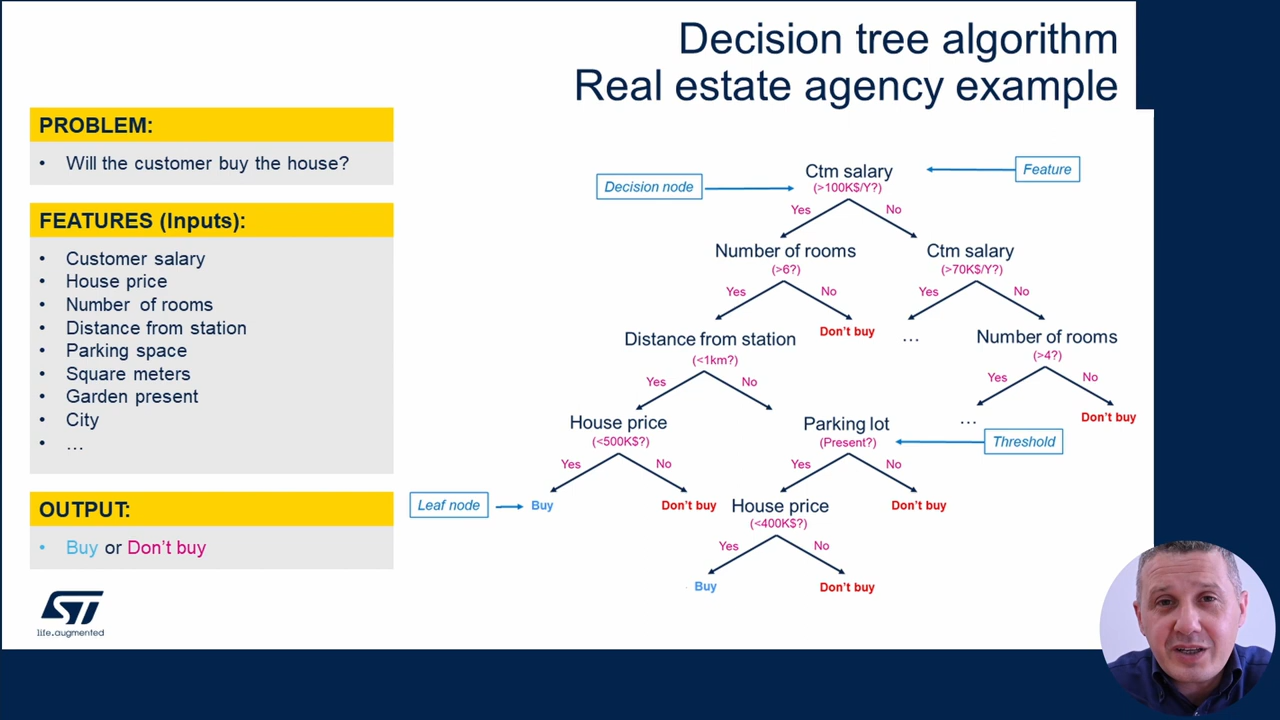 Decision tree algorithm
Real estate agency example
PROBLEM:
• Will the customer buy the house?
FEATURES (Inputs):
• Customer salary
• House price
• Number of rooms
• Distance from station
• Parking space
• Square meters
• Garden present
• City
• ...
OUTPUT:
• Buy or Don't buy
ST
life.augmented
Decision node
Ctm salary
(>100K$/Y?)
Feature
Yes
No
Number of rooms
(>6?)
Ctm salary
(>70K$/Y?)
Yes
No
Yes
No
Distance from station
(<1km?)
Don't buy
...
Number of rooms
(>4?)
Yes
No
Yes
No
House price
(<500K$?)
Parking lot
(Present?)
...
Don't buy
Threshold
Yes
No
Yes
No
Leaf node
Buy
Don't buy
House price
(<400K$?)
Don't buy
Yes
No
Buy
Don't buy